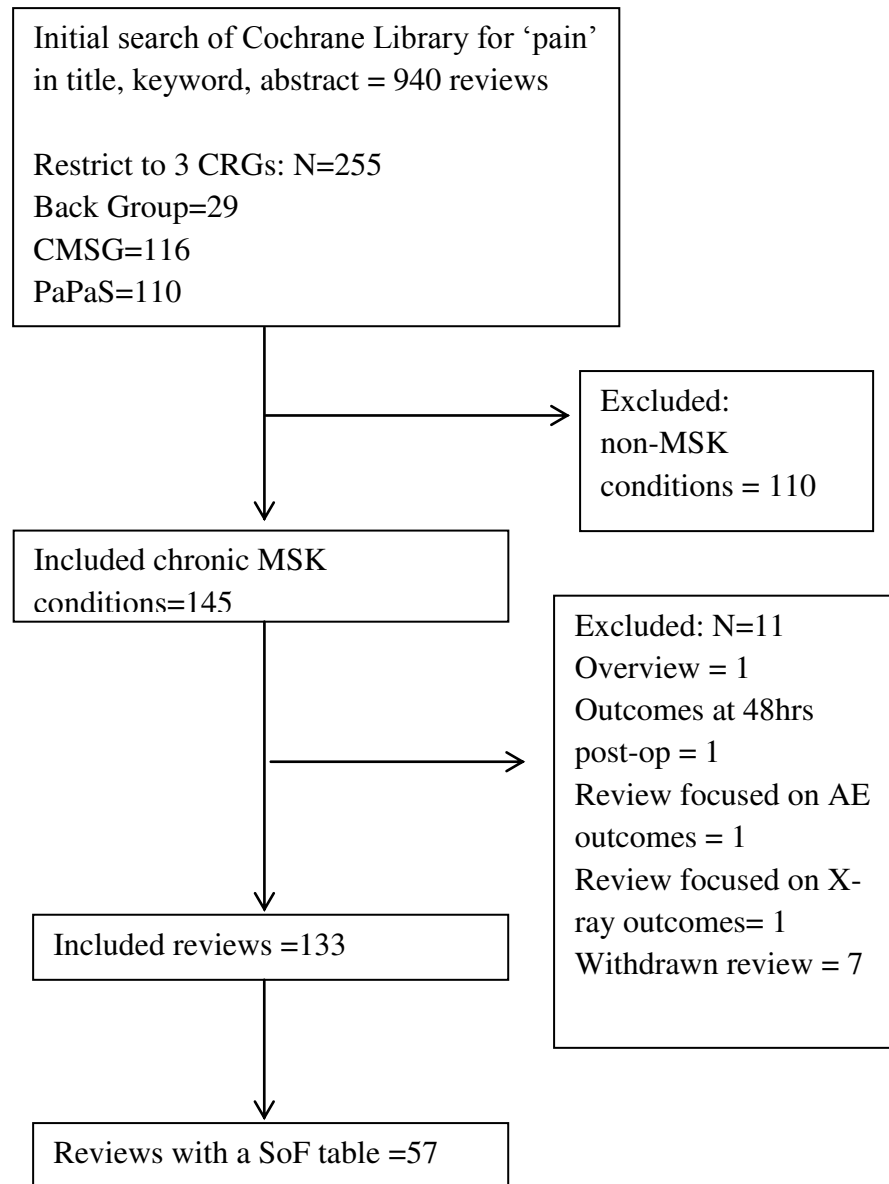 Initial search of Cochrane Library for ‘pain’
in title, keyword, abstract = 940 reviews
Restrict to 3 CRGs: N=255
Back Group=29
CMSG=116
PaPaS=110
Excluded:
non-MSK
conditions = 110
Included chronic MSK
conditions=145
Excluded: N=11
Overview = 1
Outcomes at 48hrs
post-op = 1
Review focused on AE
outcomes = 1
Review focused on X-
ray outcomes= 1
Withdrawn review = 7
Included reviews =133
Reviews with a SoF table =57